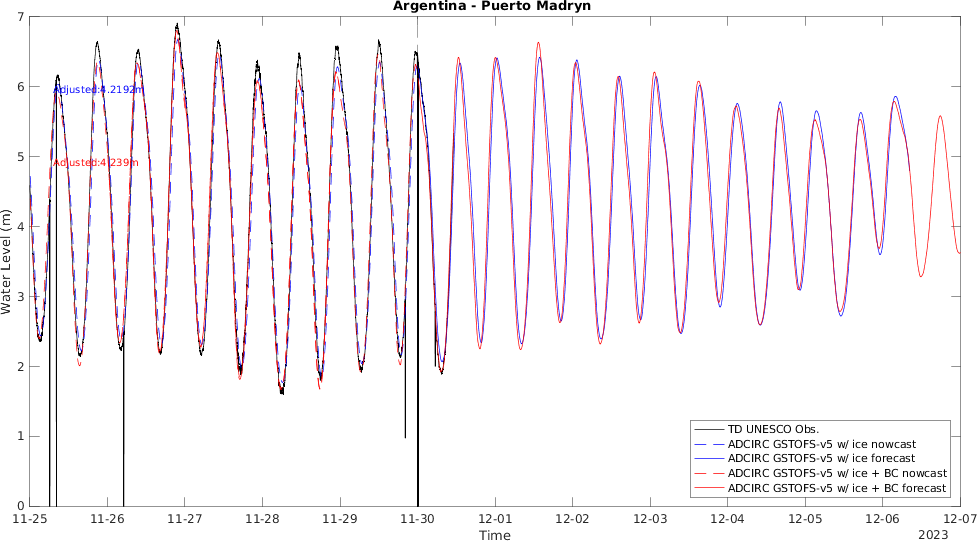 Argentina - Puerto Madryn
7
6
5
4
3
2
1
0
Water Level (m)
Adjusted:4.2192m
Adjusted:4.239m
TD UNESCO Obs.
ADCIRC GSTOFS-v5 w/ ice nowcast
ADCIRC GSTOFS-v5 w/ ice forecast
ADCIRC GSTOFS-v5 w/ ice + BC nowcast
ADCIRC GSTOFS-v5 w/ ice + BC forecast
11-25 11-26 11-27 11-28 11-29 11-30 12-01 12-02 12-03 12-04 12-05 12-06 12-07
Time
2023